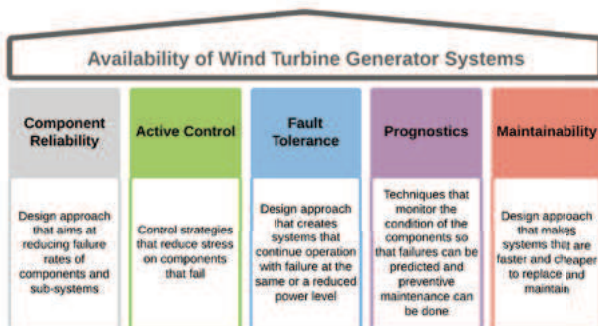 Availability of Wind Turbine Generator Systems
Component
Reliability
Active Control
Fault
Tolerance
Prognostics
Maintainability
Design approach
that aims at
reducing failure
rates of
components and
sub-systems
Control strategies
that reduce stress
on components
that fail
Design approach
that creates
systems that
continue operation
with failure at the
same or a reduced
power level
Techniques that
monitor the
condition of the
components so
that failures can be
predicted and
preventive
maintenance can
be done
Design approach
that makes
systems that are
faster and cheaper
to replace and
maintain